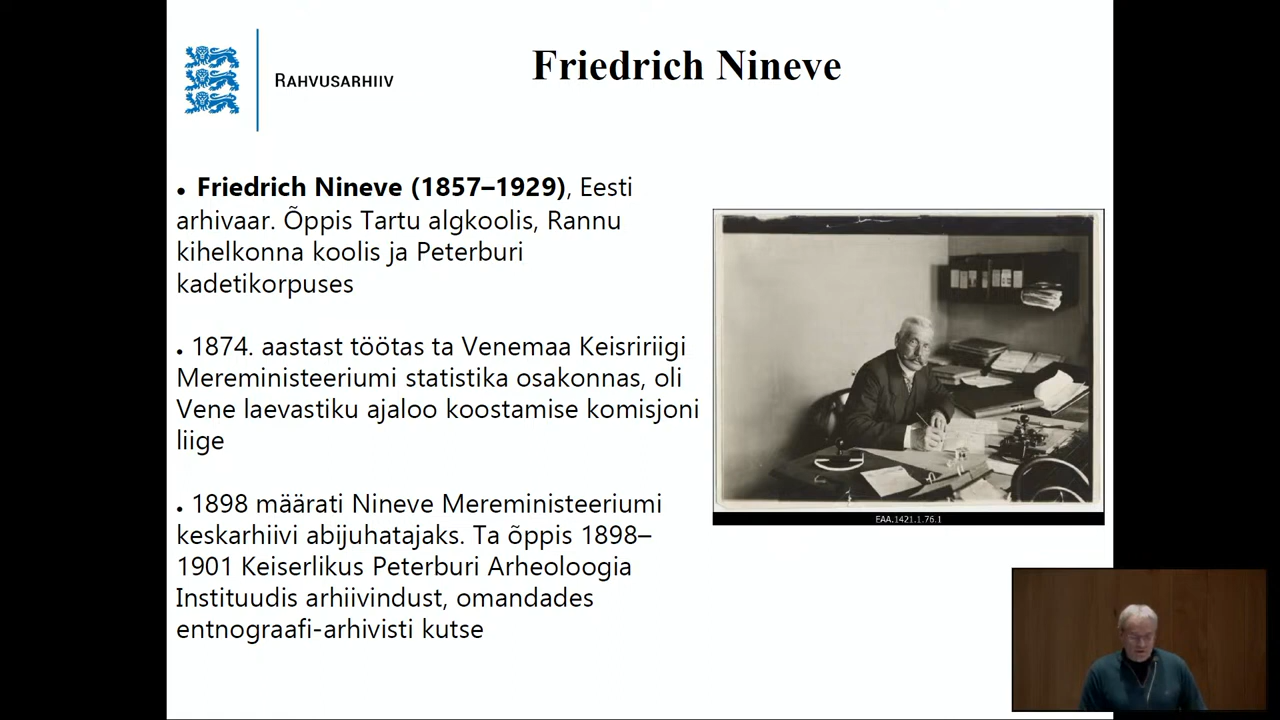 RAHVUSARHIIV
Friedrich Nineve
• Friedrich Nineve (1857–1929), Eesti
arhivaar. Õppis Tartu algkoolis, Rannu
kihelkonna koolis ja Peterburi
kadetikorpuses
• 1874. aastast töötas ta Venemaa Keisririigi
Mereministeeriumi statistika osakonnas, oli
Vene laevastiku ajaloo koostamise komisjoni
liige
• 1898 määrati Nineve Mereministeeriumi
keskarhiivi abijuhatajaks. Ta õppis 1898–
1901 Keiserlikus Peterburi Arheoloogia
Instituudis arhiivindust, omandades
entnograafi-arhivisti kutse
EAA.1421.1.76.1